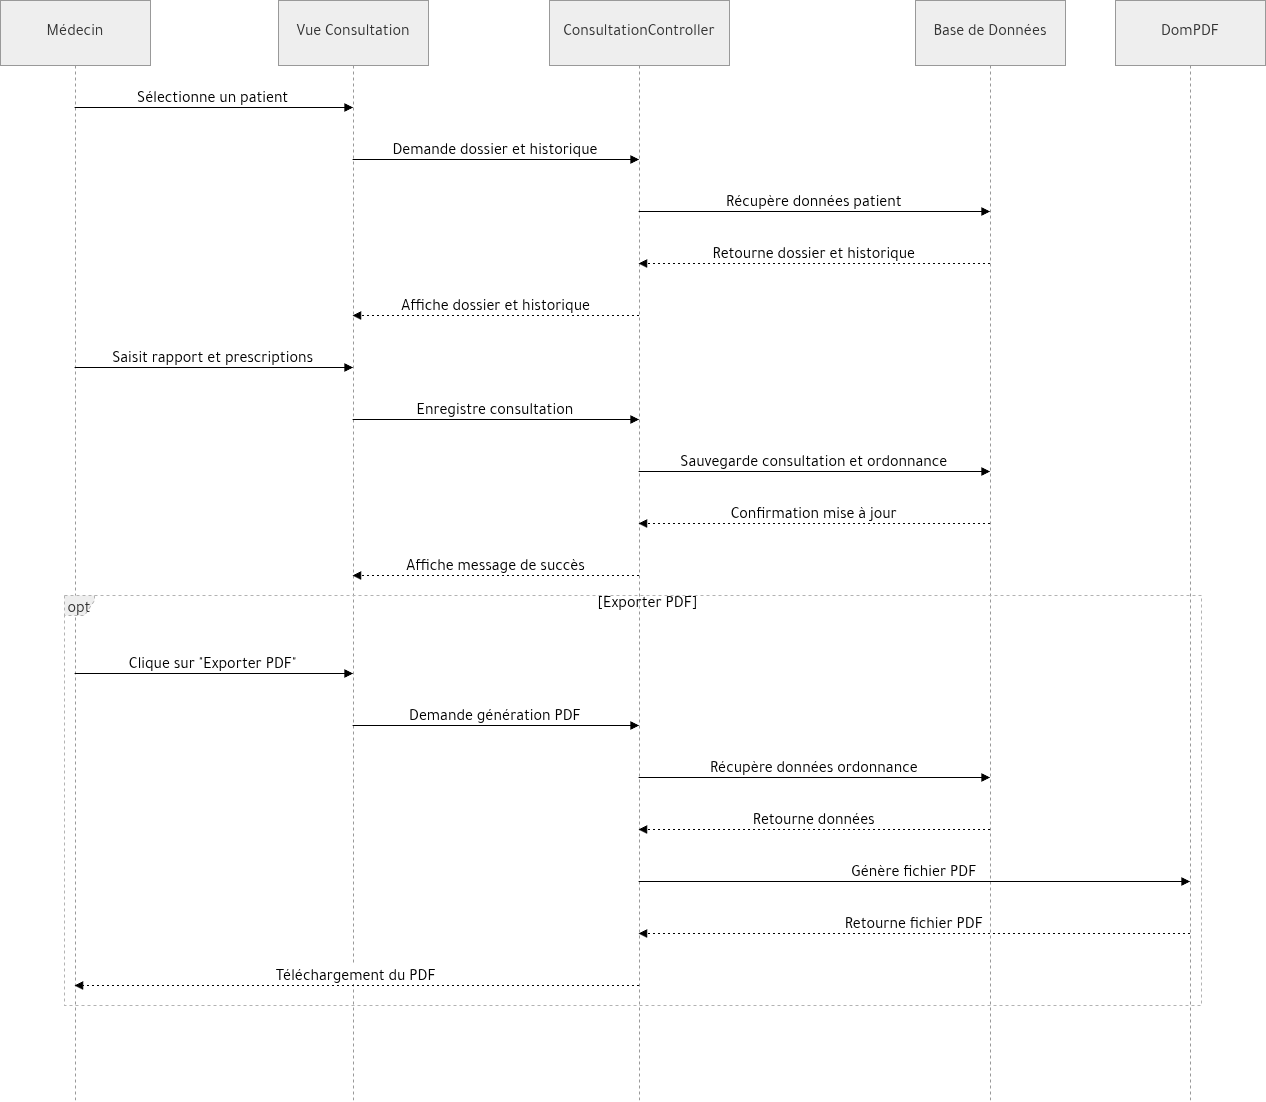 Médecin
Vue Consultation
ConsultationController
Base de Données
DomPDF
Sélectionne un patient
Demande dossier et historique
Récupère données patient
Retourne dossier et historique
Affiche dossier et historique
Saisit rapport et prescriptions
Enregistre consultation
Sauvegarde consultation et ordonnance
Confirmation mise à jour
Affiche message de succès
opt
[Exporter PDF]
Clique sur "Exporter PDF"
Demande génération PDF
Récupère données ordonnance
Retourne données
Génère fichier PDF
Retourne fichier PDF
Téléchargement du PDF